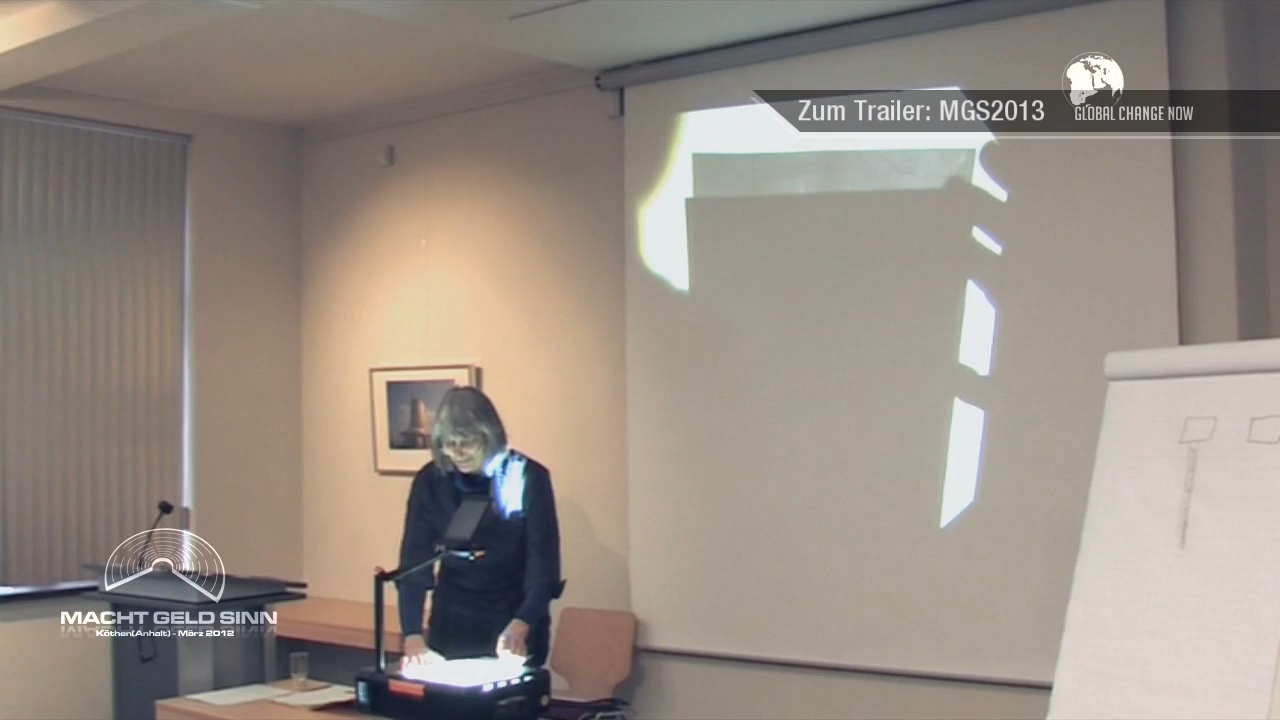 Zum Trailer: MGS2013
GLOBAL CHANGE NOW
MACHT GELD SINN
Köthen(Anhalt) - März 2012